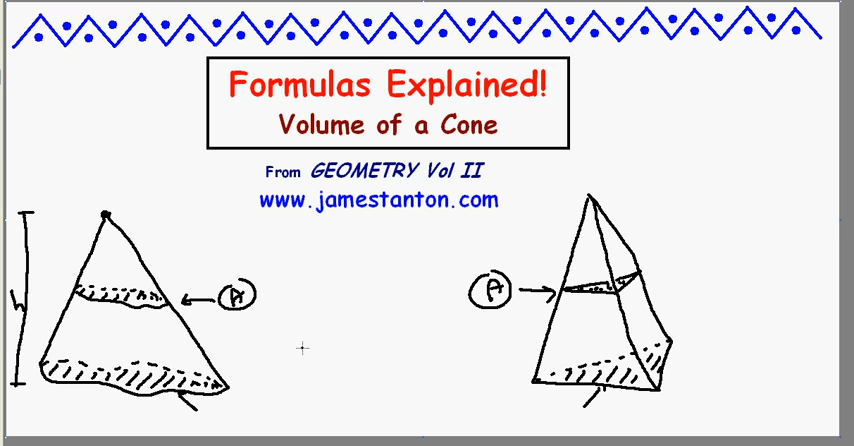 Formulas Explained!
Volume of a Cone
From GEOMETRY Vol II
www.jamestanton.com
h
A
A